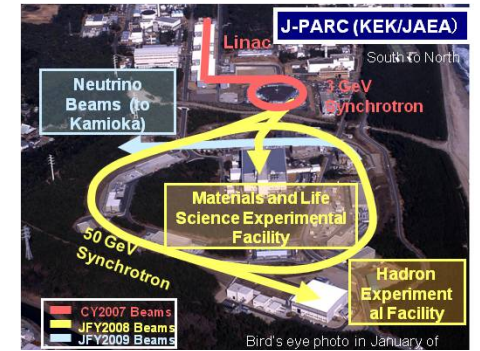 J-PARC (KEK/JAEA)
Linac
South to North
Neutrino
Beams (to
Kamioka)
3 GeV
Synchrotron
Materials and Life
Science Experimental
Facility
50 GeV
Synchrotron
Hadron
Experiment
al Facility
CY2007 Beams
JFY2008 Beams
JFY2009 Beams
Bird's eye photo in January of